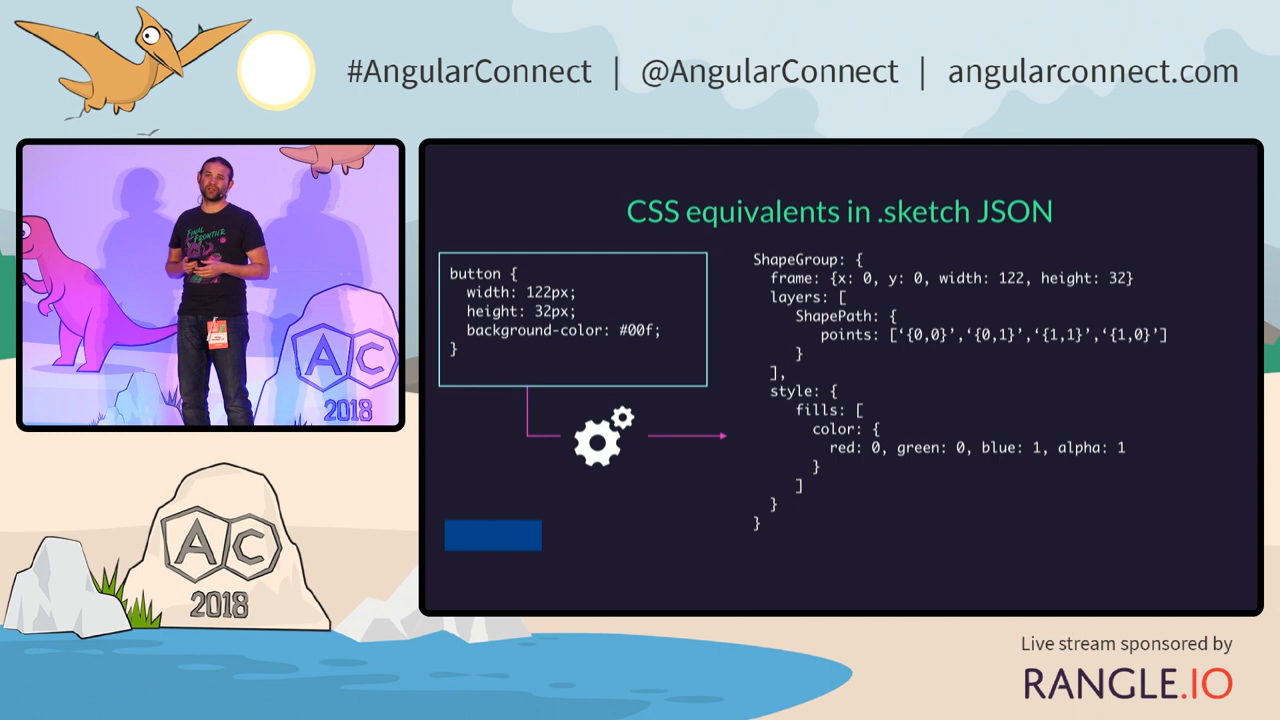 #AngularConnect | @AngularConnect | angularconnect.com
FINAL
FRONTIER
AC
2018
CSS equivalents in .sketch JSON
button {
width: 122px;
height: 32px;
background-color: #00f;
}
ShapeGroup: {
frame: {x: 0, y: 0, width: 122, height: 32}
layers: [
ShapePath: {
points: [‘{0,0}’,‘{0,1}’,‘{1,1}’,‘{1,0}’]
}
],
style: {
fills: [
color: {
red: 0, green: 0, blue: 1, alpha: 1
}
]
}
}
AC
2018
Live stream sponsored by
RANGLE.IO